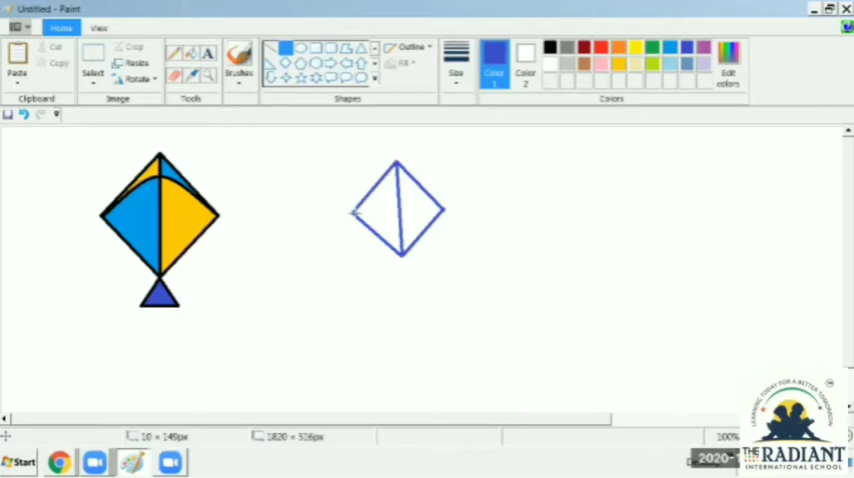 Untitled - Paint
Home View
Cut
Copy
Paste
Clipboard
Select
Crop
Resize
Rotate
Image
A
Tools
Brushes
Shapes
Outline
Fill
Size
Color 1
Color 2
Edit colors
Colors
10 × 149px
1820 × 516px
100%
Start
2020-
LEARNING TODAY FOR A BETTER TOMORROW
THE RADIANT
INTERNATIONAL SCHOOL